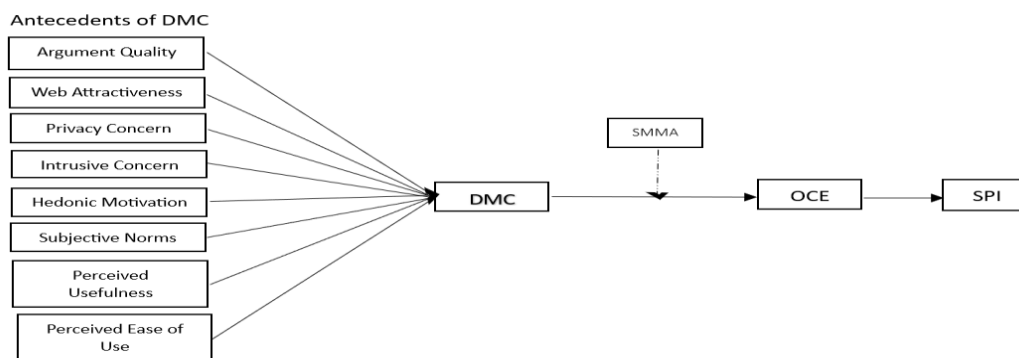 Antecedents of DMC
Argument Quality
Web Attractiveness
Privacy Concern
Intrusive Concern
Hedonic Motivation
Subjective Norms
Perceived
Usefulness
Perceived Ease of
Use
DMC
SMMA
OCE
SPI